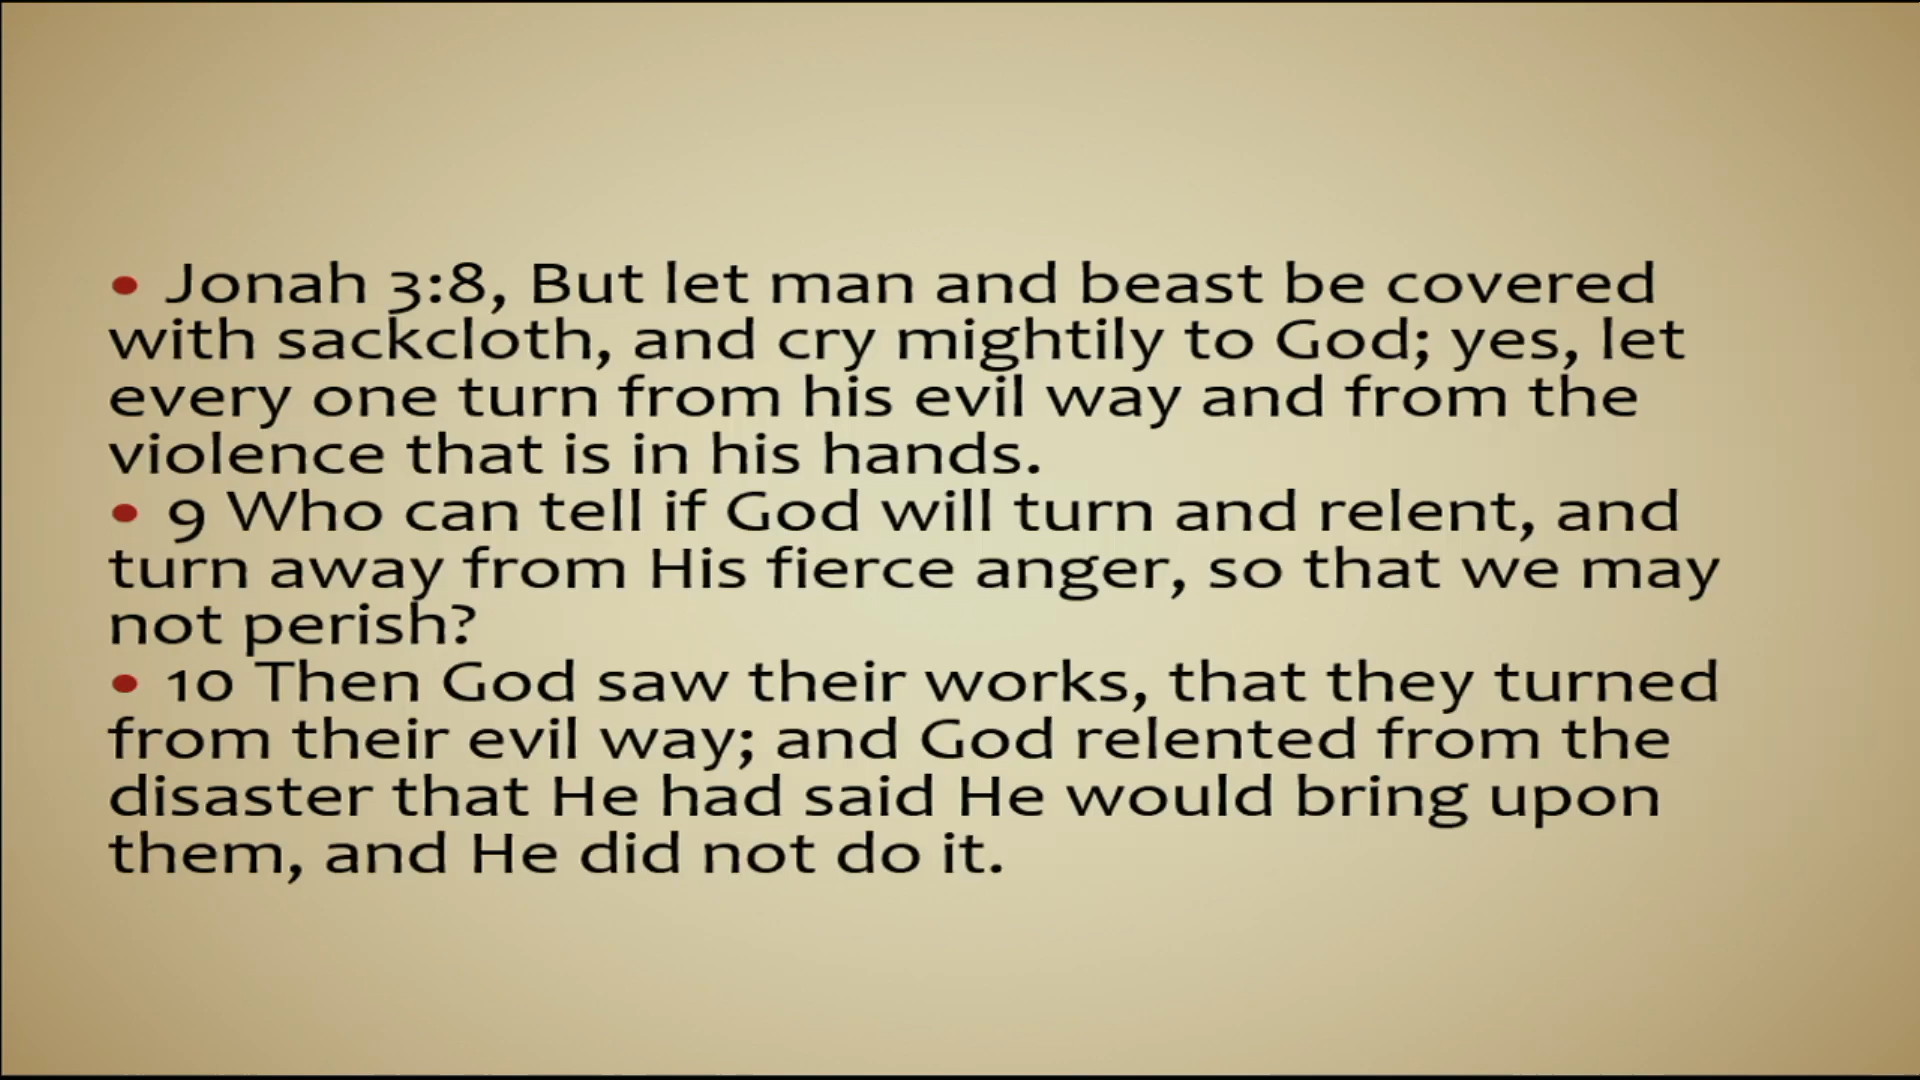 • Jonah 3:8, But let man and beast be covered
with sackcloth, and cry mightily to God; yes, let
every one turn from his evil way and from the
violence that is in his hands.
• 9 Who can tell if God will turn and relent, and
turn away from His fierce anger, so that we may
not perish?
• 10 Then God saw their works, that they turned
from their evil way; and God relented from the
disaster that He had said He would bring upon
them, and He did not do it.